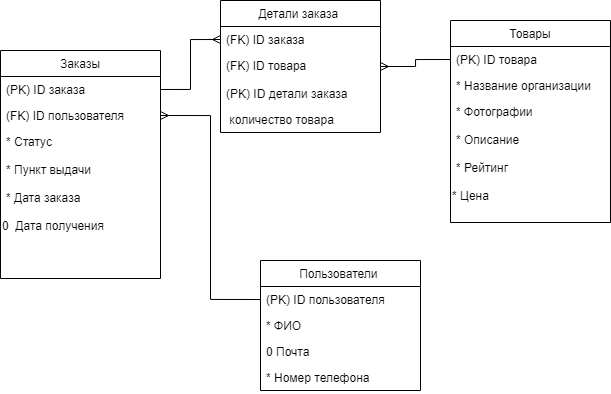 Детали заказа
(FK) ID заказа
(FK) ID товара
(PK) ID детали заказа
количество товара
Товары
(PK) ID товара
* Название организации
* Фотографии
* Описание
* Рейтинг
* Цена
Заказы
(PK) ID заказа
(FK) ID пользователя
* Статус
* Пункт выдачи
* Дата заказа
0 Дата получения
Пользователи
(PK) ID пользователя
* ФИО
0 Почта
* Номер телефона